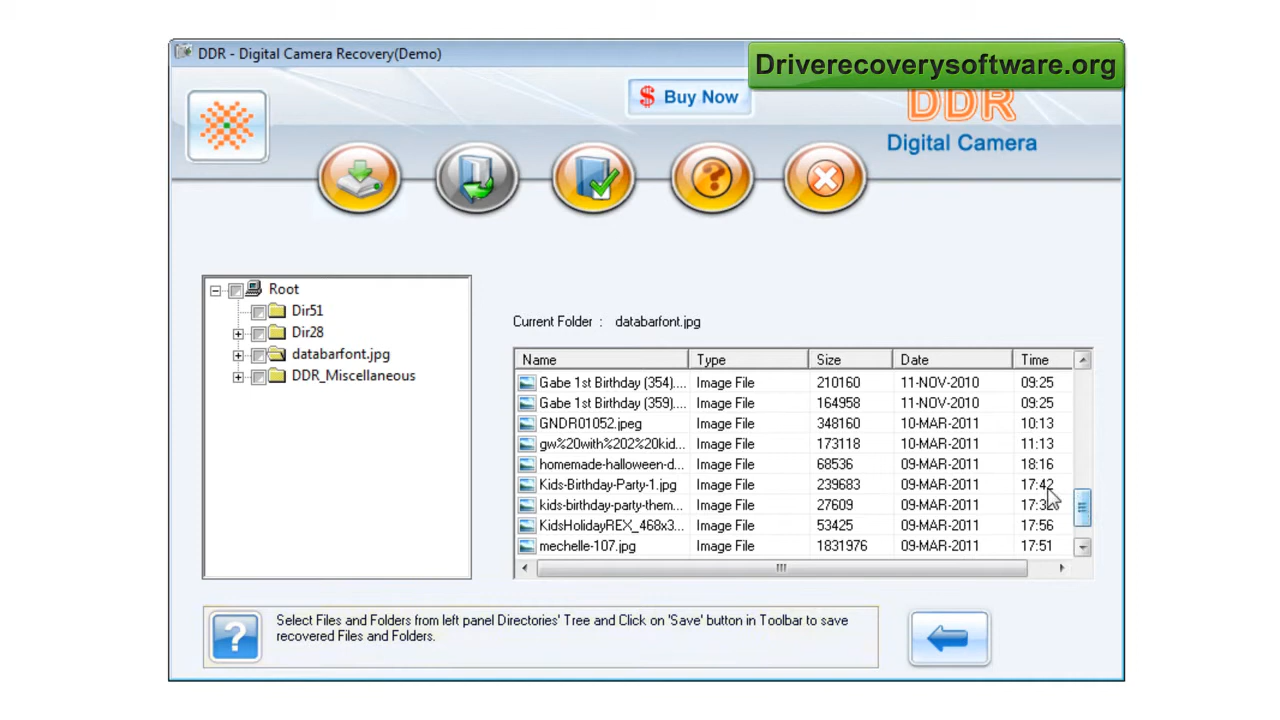 DDR - Digital Camera Recovery(Demo)
Driverecoverysoftware.org
$ Buy Now
DDR
Digital Camera
Root
Dir51
Dir28
databarfont.jpg
DDR_Miscellaneous
Current Folder : databarfont.jpg
Name Type Size Date Time
Gabe 1st Birthday (354).... Image File 210160 11-NOV-2010 09:25
Gabe 1st Birthday (359).... Image File 164958 11-NOV-2010 09:25
GNDR01052.jpeg Image File 348160 10-MAR-2011 10:13
gw%20with%202%20kid... Image File 173118 10-MAR-2011 11:13
homemade-halloween-d... Image File 68536 09-MAR-2011 18:16
Kids-Birthday-Party-1.jpg Image File 239683 09-MAR-2011 17:42
kids-birthday-party-them... Image File 27609 09-MAR-2011
KidsHolidayREX_468x3... Image File 53425 09-MAR-2011 17:56
mechelle-107.jpg Image File 1831976 09-MAR-2011 17:51
? Select Files and Folders from left panel Directories' Tree and Click on 'Save' button in Toolbar to save
recovered Files and Folders.